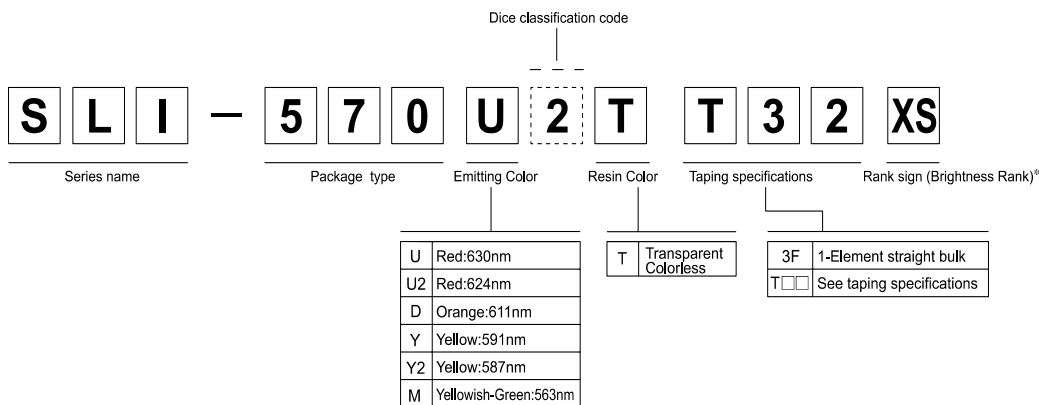 Dice classification code
S L I — 5 7 0 U 2 T T 3 2 XS
Series name Package type Emitting Color Resin Color Taping specifications Rank sign (Brightness Rank)*
U Red:630nm
U2 Red:624nm
D Orange:611nm
Y Yellow:591nm
Y2 Yellow:587nm
M Yellowish-Green:563nm
T Transparent
Colorless
3F 1-Element straight bulk
T□□ See taping specifications